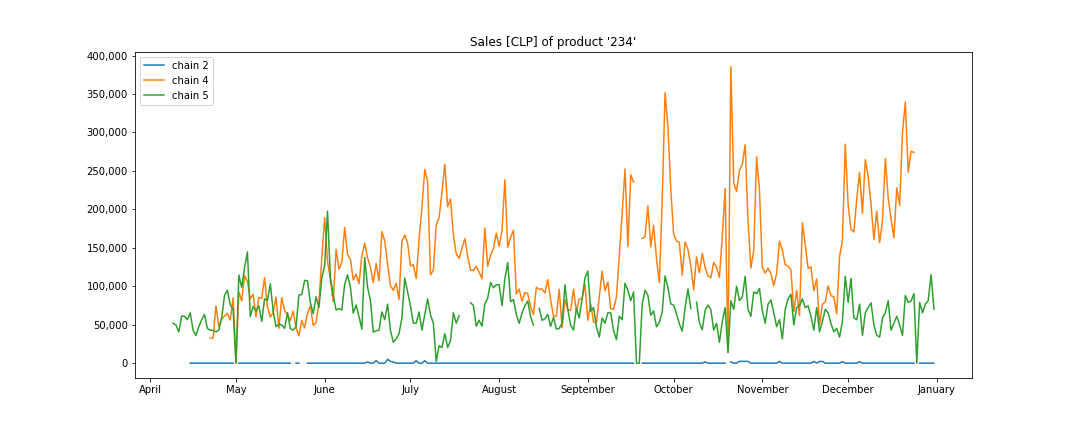 Sales [CLP] of product '234'
chain 2
chain 4
chain 5
400,000
350,000
300,000
250,000
200,000
150,000
100,000
50,000
0
April May June July August September October November December January